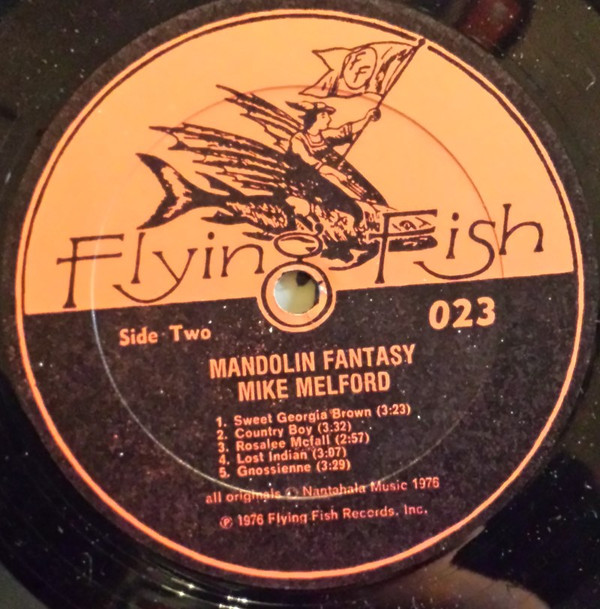 FF
Flying Fish
Side Two
023
MANDOLIN FANTASY
MIKE MELFORD
1. Sweet Georgia Brown (3:23)
2. Country Boy (3:32)
3. Rosalee Mcfall (2:57)
4. Lost Indian (3:07)
5. Gnossienne (3:29)
all originals © Nantahala Music 1976
℗ 1976 Flying Fish Records, Inc.